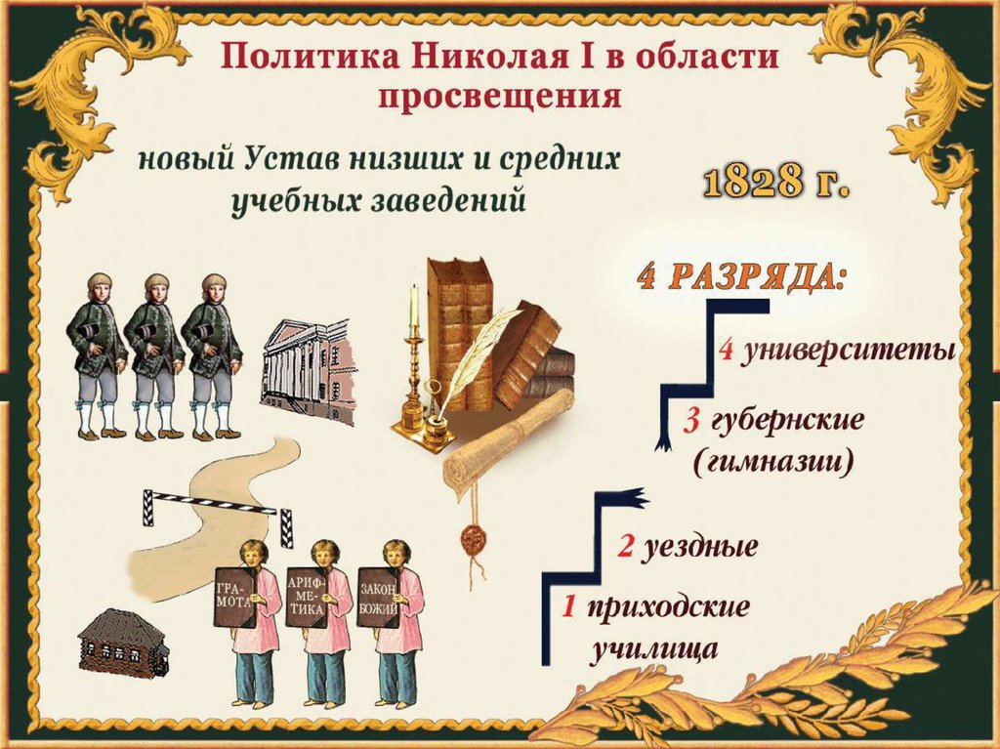 Политика Николая I в области
просвещения
новый Устав низших и средних
учебных заведений
1828 г.
4 РАЗРЯДА:
4 университеты
3 губернские
(гимназии)
2 уездные
1 приходские
училища
ГРА-
МОТА
АРИФ-
МЕ-
ТИКА
ЗАКОН
БОЖИЙ